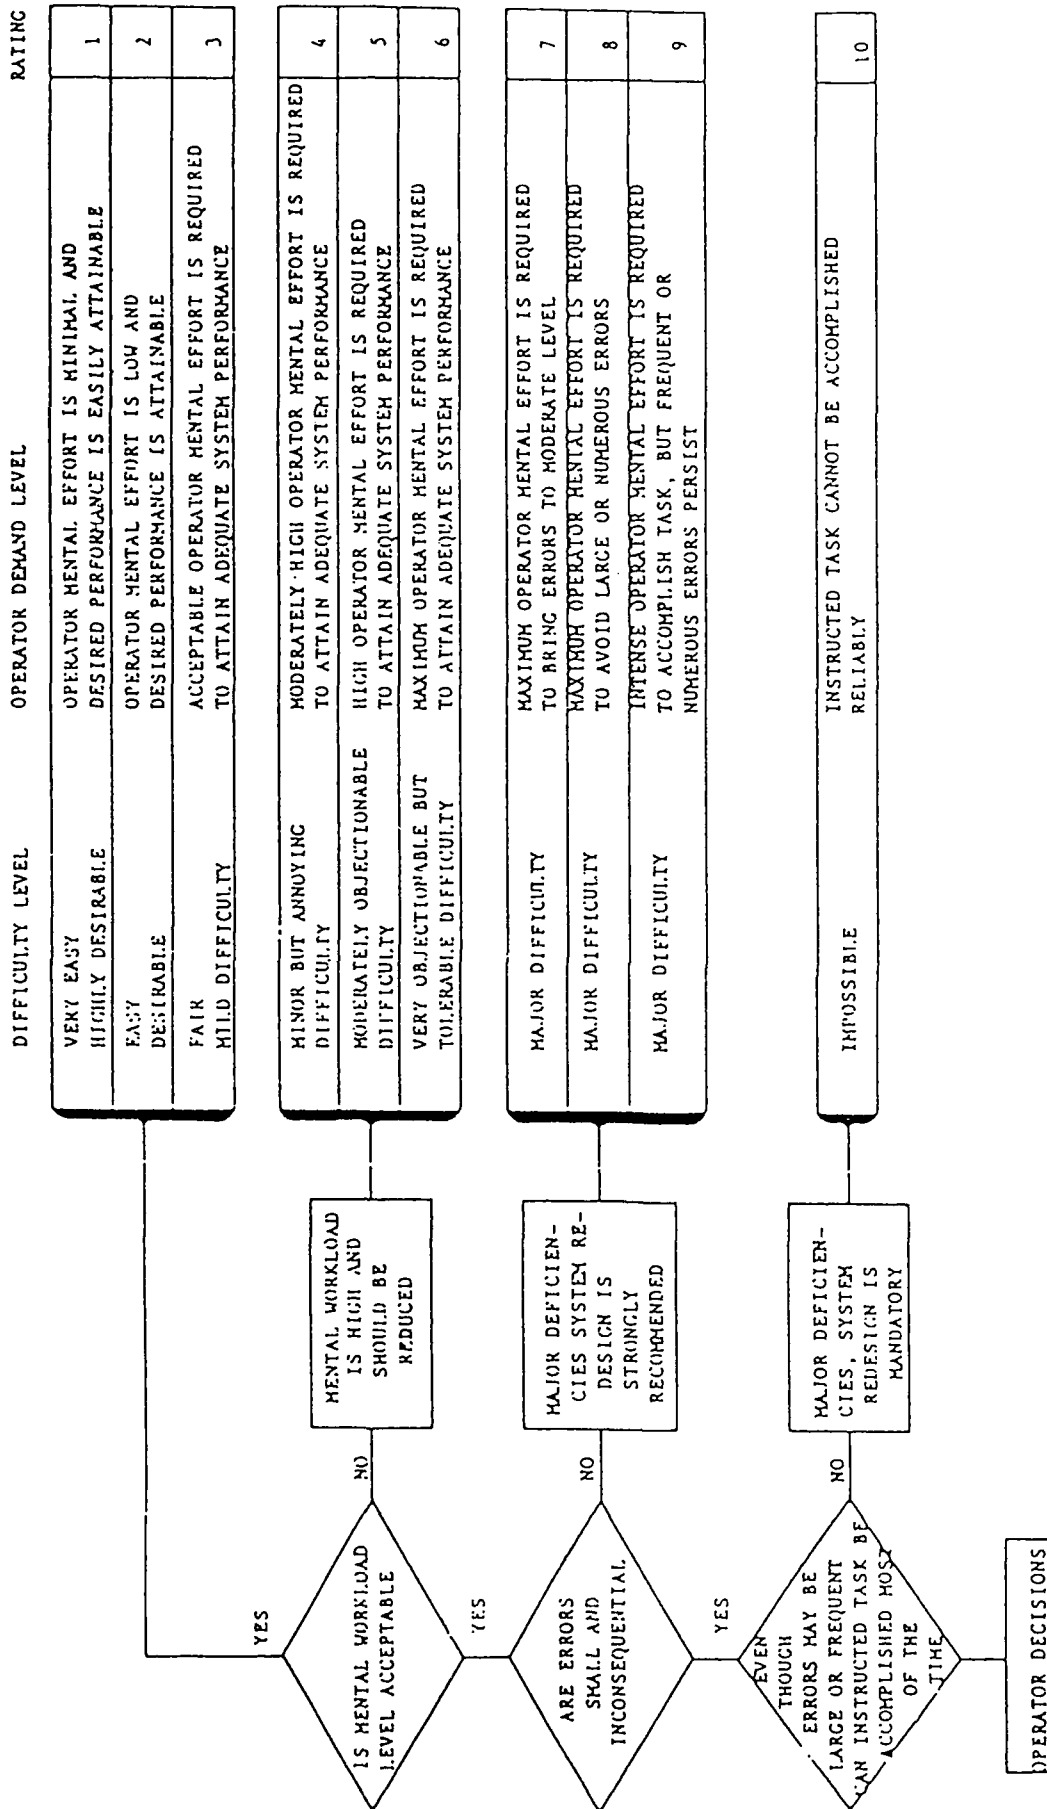 DIFFICULTY LEVEL
OPERATOR DEMAND LEVEL
RATING
VERY EASY
HIGHLY DESIRABLE
OPERATOR MENTAL EFFORT IS MINIMAL AND
DESIRED PERFORMANCE IS EASILY ATTAINABLE
1
EASY
DESIRABLE
OPERATOR MENTAL EFFORT IS LOW AND
DESIRED PERFORMANCE IS ATTAINABLE
2
FAIR
MILD DIFFICULTY
ACCEPTABLE OPERATOR MENTAL EFFORT IS REQUIRED
TO ATTAIN ADEQUATE SYSTEM PERFORMANCE
3
YES
IS MENTAL WORKLOAD
LEVEL ACCEPTABLE
NO
MENTAL WORKLOAD
IS HIGH AND
SHOULD BE
REDUCED
MINOR BUT ANNOYING
DIFFICULTY
MODERATELY-HIGH OPERATOR MENTAL EFFORT IS REQUIRED
TO ATTAIN ADEQUATE SYSTEM PERFORMANCE
4
MODERATELY OBJECTIONABLE
DIFFICULTY
HIGH OPERATOR MENTAL EFFORT IS REQUIRED
TO ATTAIN ADEQUATE SYSTEM PERFORMANCE
5
VERY OBJECTIONABLE BUT
TOLERABLE DIFFICULTY
MAXIMUM OPERATOR MENTAL EFFORT IS REQUIRED
TO ATTAIN ADEQUATE SYSTEM PERFORMANCE
6
YES
ARE ERRORS
SMALL AND
INCONSEQUENTIAL
NO
MAJOR DEFICIEN-
CIES SYSTEM RE-
DESIGN IS
STRONGLY
RECOMMENDED
MAJOR DIFFICULTY
MAXIMUM OPERATOR MENTAL EFFORT IS REQUIRED
TO BRING ERRORS TO MODERATE LEVEL
7
MAJOR DIFFICULTY
MAXIMUM OPERATOR MENTAL EFFORT IS REQUIRED
TO AVOID LARGE OR NUMEROUS ERRORS
8
MAJOR DIFFICULTY
INTENSE OPERATOR MENTAL EFFORT IS REQUIRED
TO ACCOMPLISH TASK, BUT FREQUENT OR
NUMEROUS ERRORS PERSIST
9
YES
EVEN
THOUGH
ERRORS MAY BE
LARGE OR FREQUENT
CAN INSTRUCTED TASK BE
ACCOMPLISHED MOST
OF THE
TIME
NO
MAJOR DEFICIEN-
CIES, SYSTEM
REDESIGN IS
MANDATORY
IMPOSSIBLE
INSTRUCTED TASK CANNOT BE ACCOMPLISHED
RELIABLY
10
OPERATOR DECISIONS